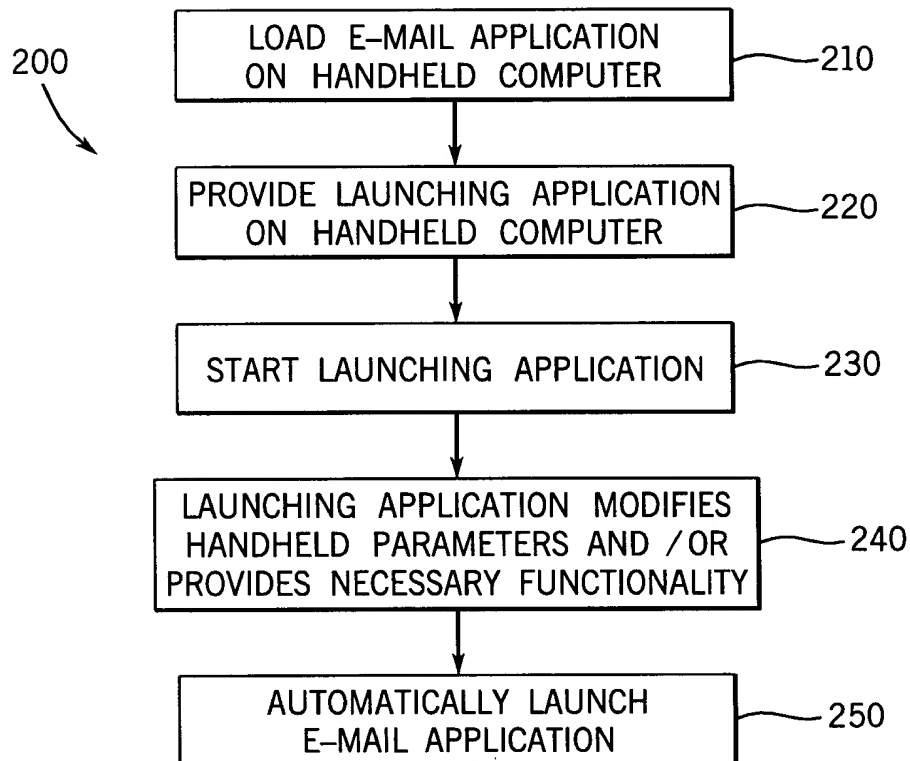 200
LOAD E–MAIL APPLICATION
ON HANDHELD COMPUTER
210
PROVIDE LAUNCHING APPLICATION
ON HANDHELD COMPUTER
220
START LAUNCHING APPLICATION
230
LAUNCHING APPLICATION MODIFIES
HANDHELD PARAMETERS AND /OR
PROVIDES NECESSARY FUNCTIONALITY
240
AUTOMATICALLY LAUNCH
E–MAIL APPLICATION
250